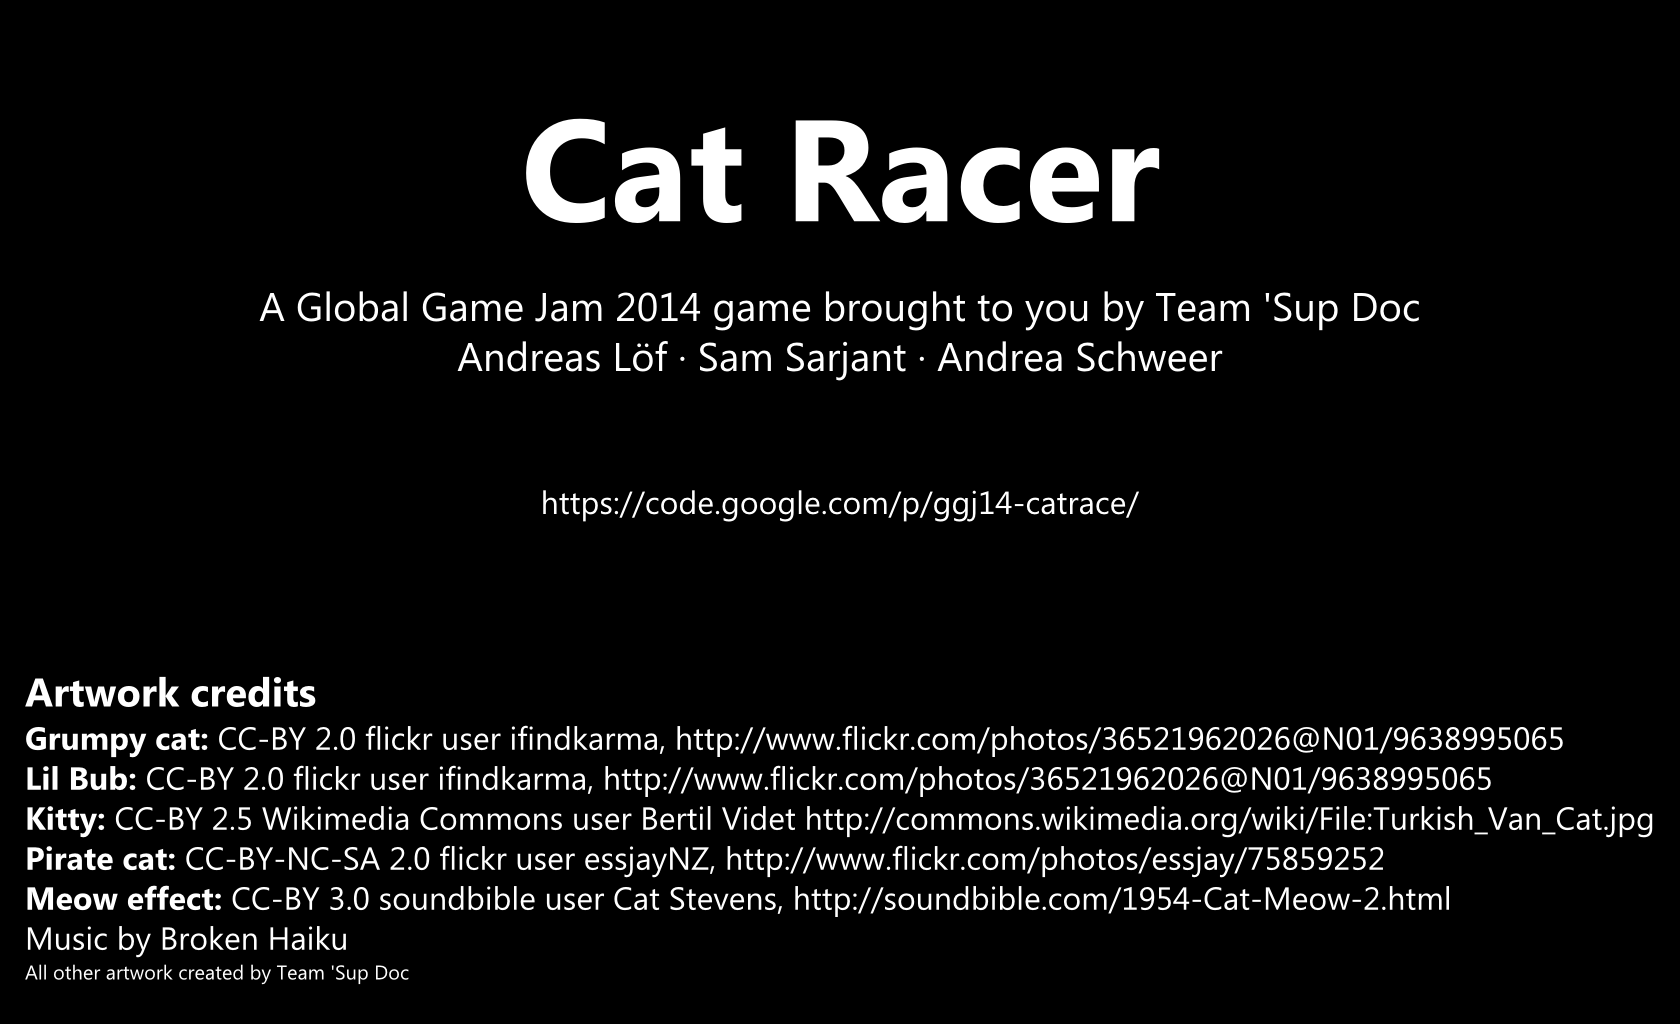 Cat Racer
A Global Game Jam 2014 game brought to you by Team 'Sup Doc
Andreas Löf · Sam Sarjant · Andrea Schweer
https://code.google.com/p/ggj14-catrace/
Artwork credits
Grumpy cat: CC-BY 2.0 flickr user ifindkarma, http://www.flickr.com/photos/36521962026@N01/9638995065
Lil Bub: CC-BY 2.0 flickr user ifindkarma, http://www.flickr.com/photos/36521962026@N01/9638995065
Kitty: CC-BY 2.5 Wikimedia Commons user Bertil Videt http://commons.wikimedia.org/wiki/File:Turkish_Van_Cat.jpg
Pirate cat: CC-BY-NC-SA 2.0 flickr user essjayNZ, http://www.flickr.com/photos/essjay/75859252
Meow effect: CC-BY 3.0 soundbible user Cat Stevens, http://soundbible.com/1954-Cat-Meow-2.html
Music by Broken Haiku
All other artwork created by Team 'Sup Doc